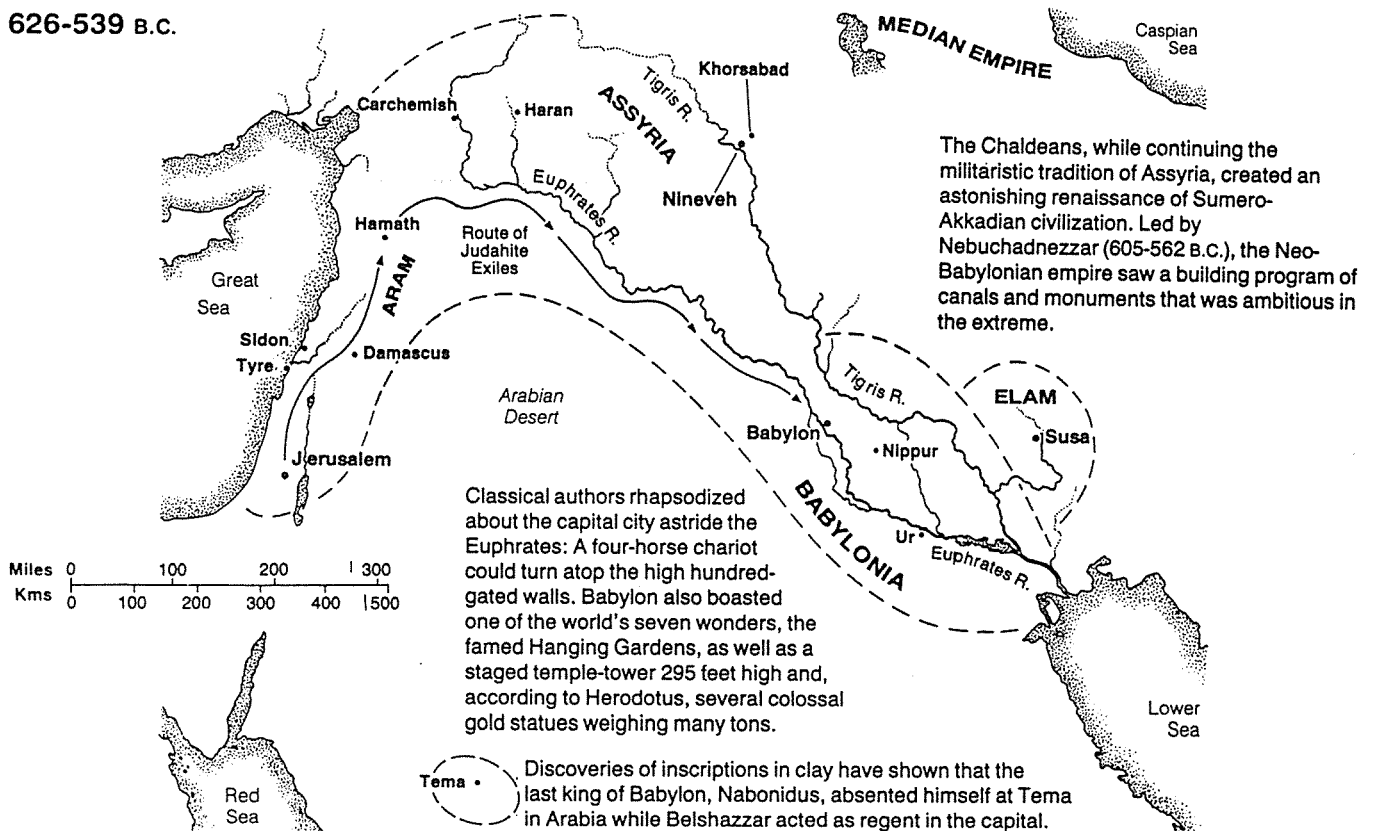 626-539 B.C.
MEDIAN EMPIRE
Caspian
Sea
Khorsabad
Tigris R.
ASSYRIA
Carchemish
Haran
Nineveh
Euphrates R.
The Chaldeans, while continuing the
militaristic tradition of Assyria, created an
astonishing renaissance of Sumero-
Akkadian civilization. Led by
Nebuchadnezzar (605-562 B.C.), the Neo-
Babylonian empire saw a building program of
canals and monuments that was ambitious in
the extreme.
Hamath
Route of
Judahite
Exiles
ARAM
Great
Sea
Sidon
Tyre
Damascus
Arabian
Desert
Tigris R.
ELAM
Susa
Babylon
Nippur
Jerusalem
BABYLONIA
Ur
Euphrates R.
Classical authors rhapsodized
about the capital city astride the
Euphrates: A four-horse chariot
could turn atop the high hundred-
gated walls. Babylon also boasted
one of the world's seven wonders, the
famed Hanging Gardens, as well as a
staged temple-tower 295 feet high and,
according to Herodotus, several colossal
gold statues weighing many tons.
Miles 0 100 200 300
Kms 0 100 200 300 400 500
Lower
Sea
Red
Sea
Tema
Discoveries of inscriptions in clay have shown that the
last king of Babylon, Nabonidus, absented himself at Tema
in Arabia while Belshazzar acted as regent in the capital.